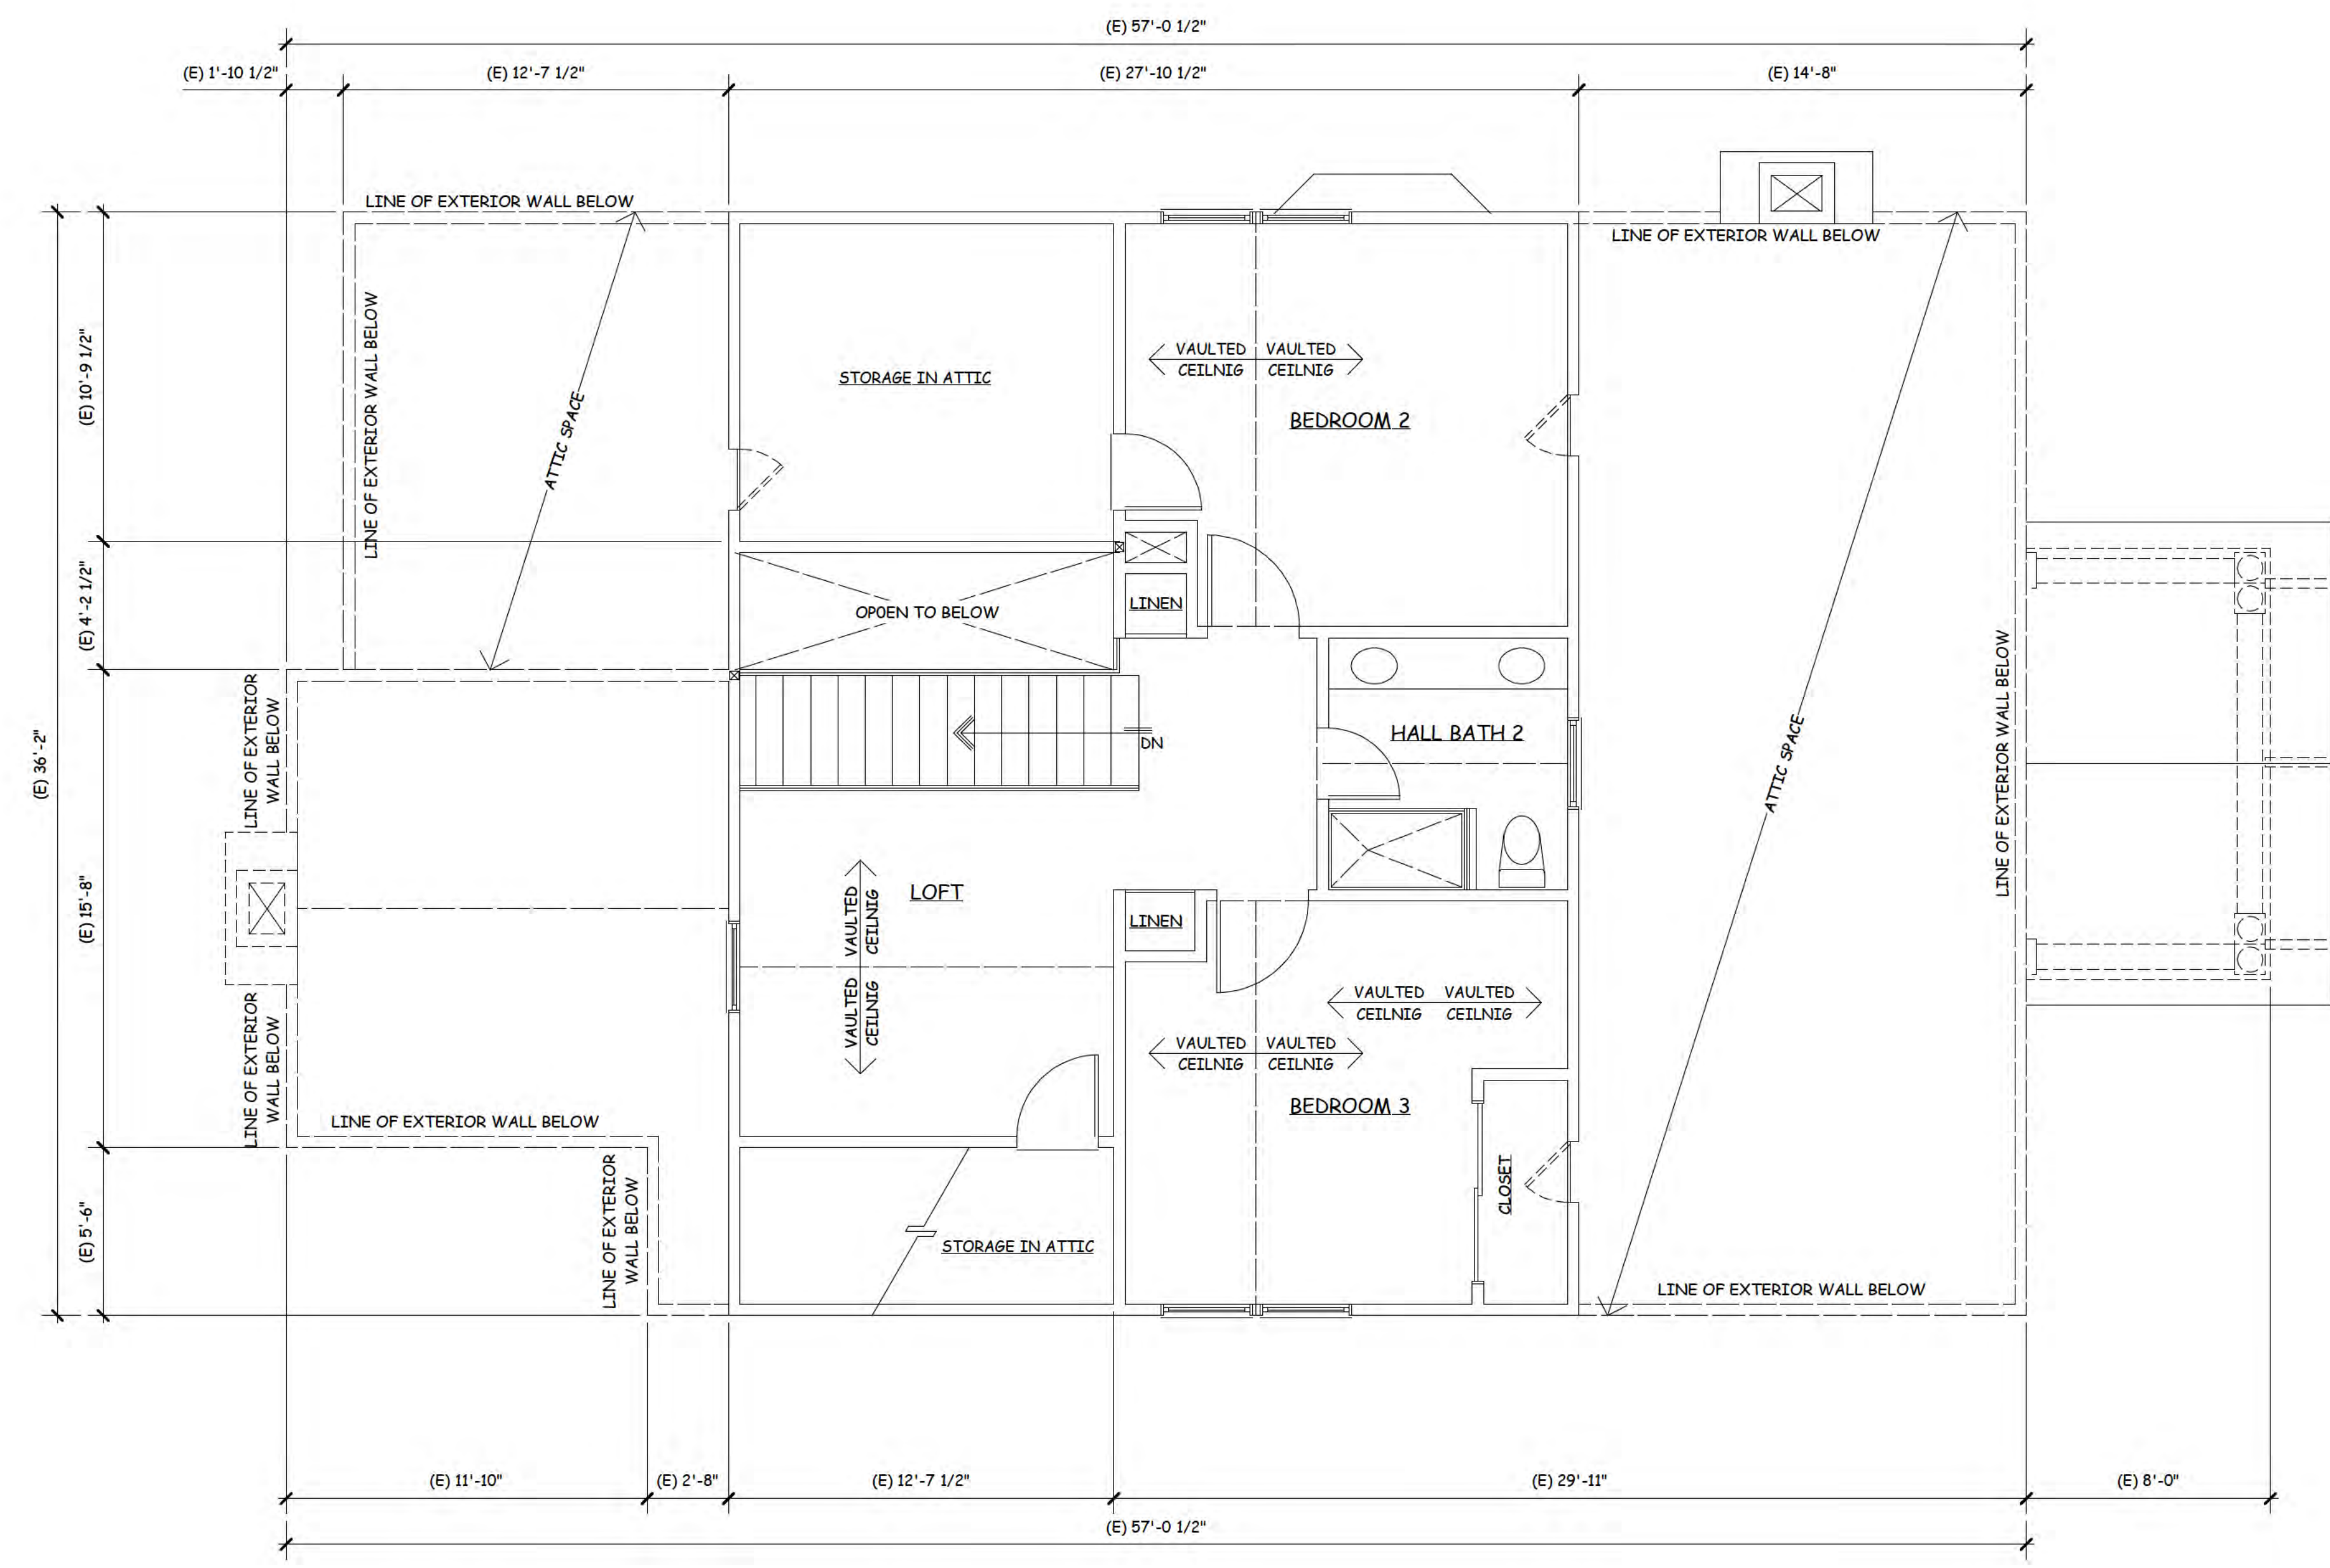 (E) 57'-0 1/2"
(E) 1'-10 1/2"
(E) 12'-7 1/2"
(E) 27'-10 1/2"
(E) 14'-8"
LINE OF EXTERIOR WALL BELOW
LINE OF EXTERIOR WALL BELOW
LINE OF EXTERIOR WALL BELOW
(E) 10'-9 1/2"
ATTIC SPACE
STORAGE IN ATTIC
VAULTED
CEILNIG
VAULTED
CEILNIG
BEDROOM 2
(E) 4'-2 1/2"
OPOEN TO BELOW
LINEN
LINE OF EXTERIOR
WALL BELOW
(E) 36'-2"
DN
HALL BATH 2
ATTIC SPACE
LINE OF EXTERIOR WALL BELOW
(E) 15'-8"
VAULTED
CEILNIG
LOFT
LINEN
VAULTED
CEILNIG
VAULTED
CEILNIG
VAULTED
CEILNIG
VAULTED
CEILNIG
VAULTED
CEILNIG
LINE OF EXTERIOR
WALL BELOW
LINE OF EXTERIOR WALL BELOW
BEDROOM 3
CLOSET
(E) 5'-6"
LINE OF EXTERIOR
WALL BELOW
STORAGE IN ATTIC
LINE OF EXTERIOR WALL BELOW
(E) 11'-10"
(E) 2'-8"
(E) 12'-7 1/2"
(E) 29'-11"
(E) 8'-0"
(E) 57'-0 1/2"